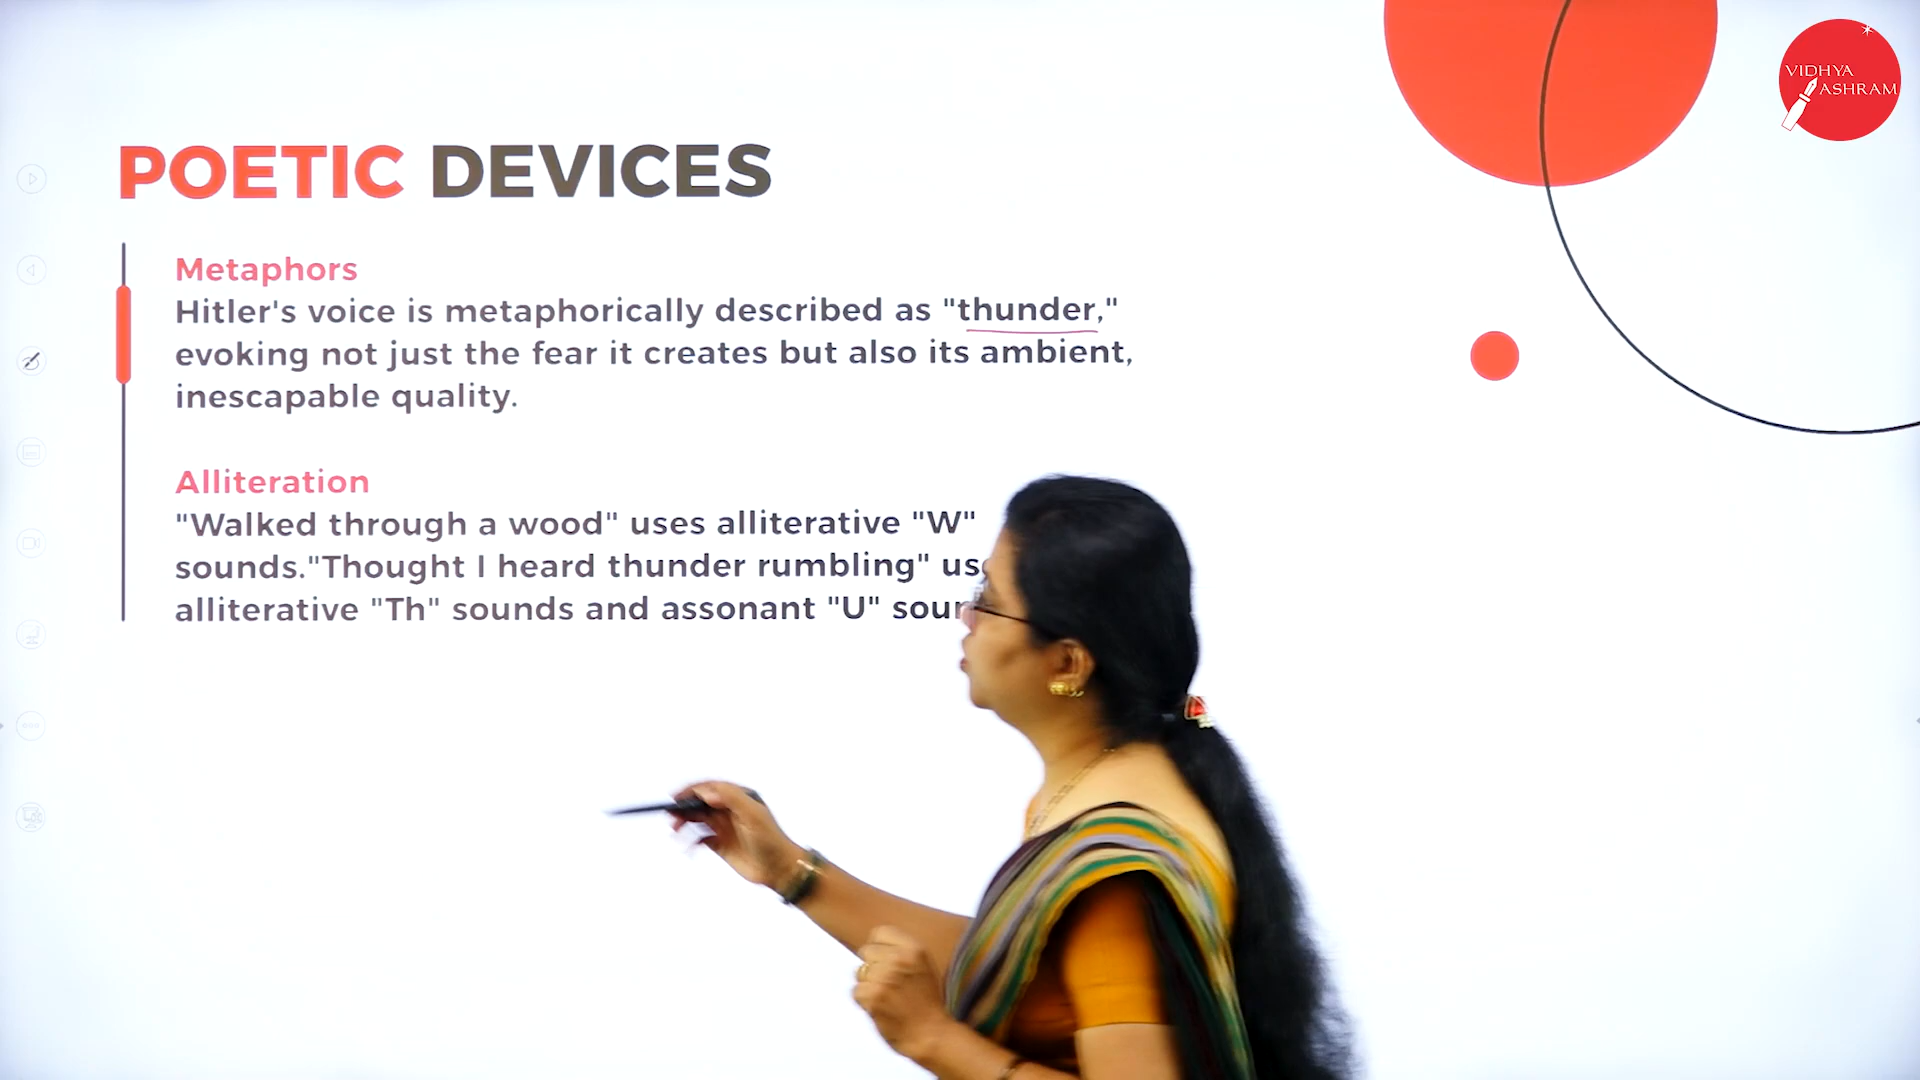 VIDHYA
ASHRAM
POETIC DEVICES
Metaphors
Hitler's voice is metaphorically described as "thunder,"
evoking not just the fear it creates but also its ambient,
inescapable quality.
Alliteration
"Walked through a wood" uses alliterative "W"
sounds."Thought I heard thunder rumbling"
alliterative "Th" sounds and assonant "U"